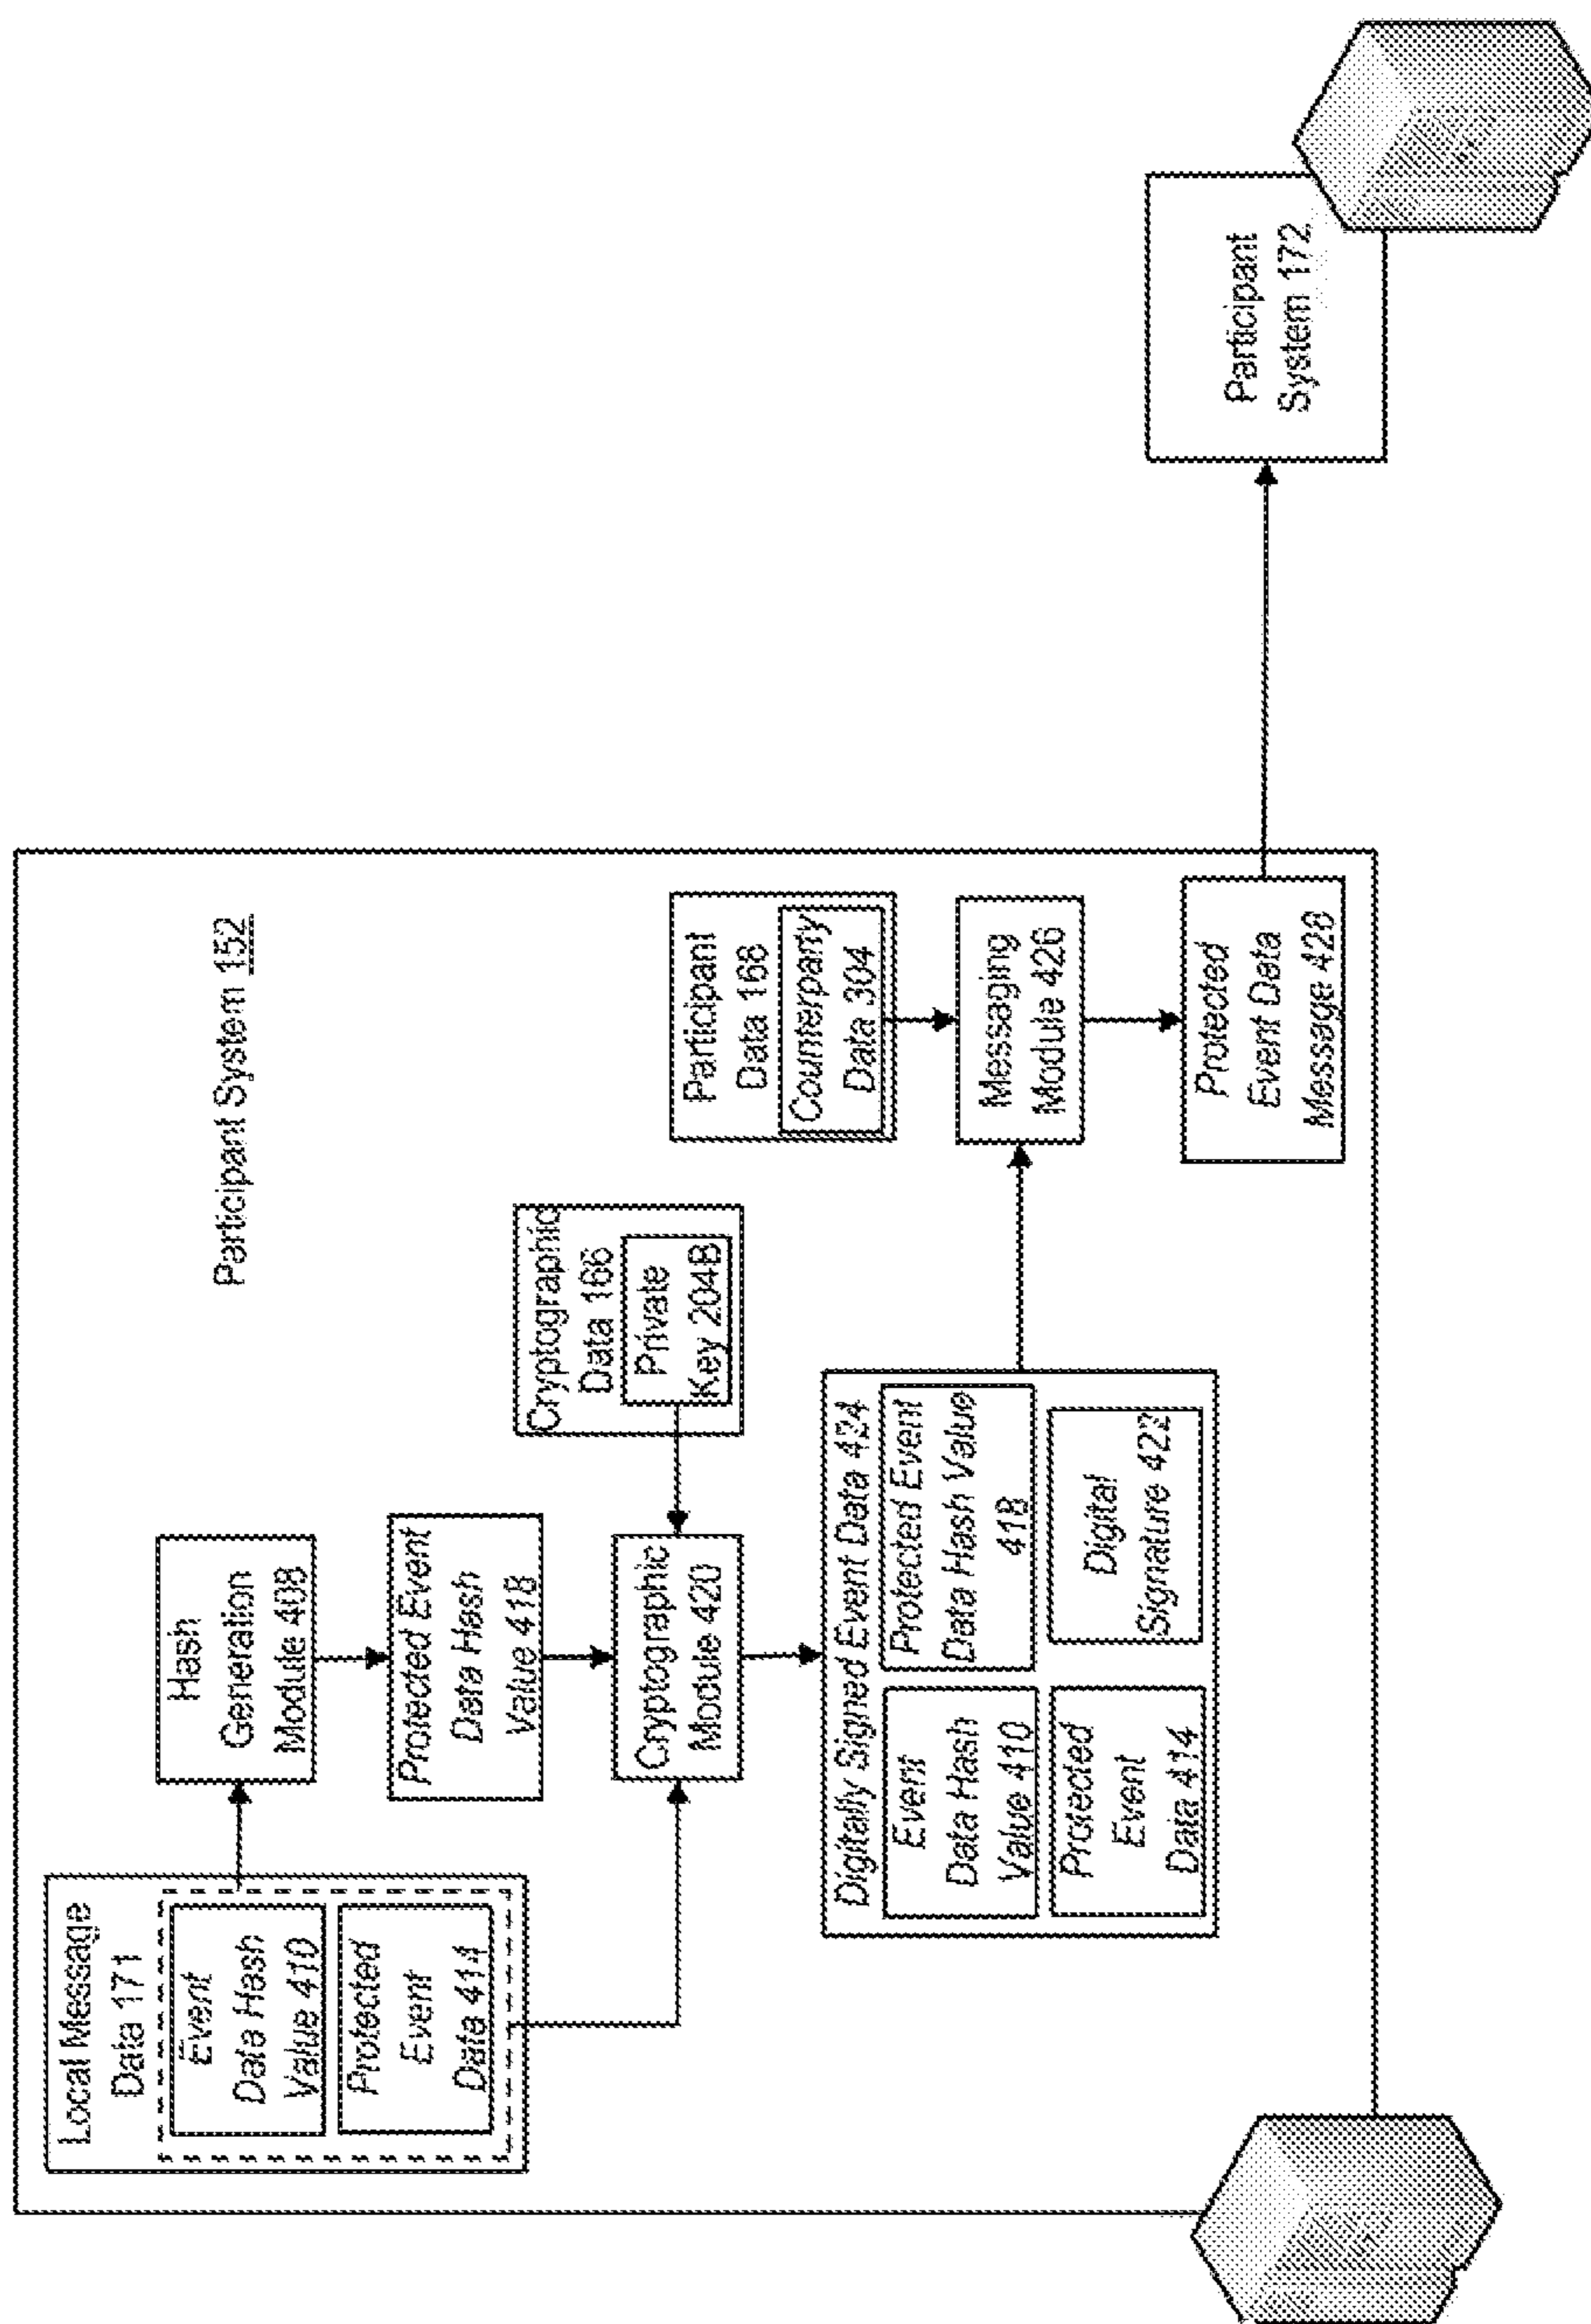 Participant System 152
Local Message
Data 171
Event
Data Hash
Value 410
Protected
Event
Data 414
Hash
Generation
Module 408
Protected Event
Data Hash
Value 418
Cryptographic
Data 166
Private
Key 204B
Cryptographic
Module 420
Participant
Data 168
Counterparty
Data 304
Digitally Signed Event Data 424
Event
Data Hash
Value 410
Protected Event
Data Hash Value
418
Protected
Event
Data 414
Digital
Signature 422
Messaging
Module 426
Protected
Event Data
Message 428
Participant
System 172